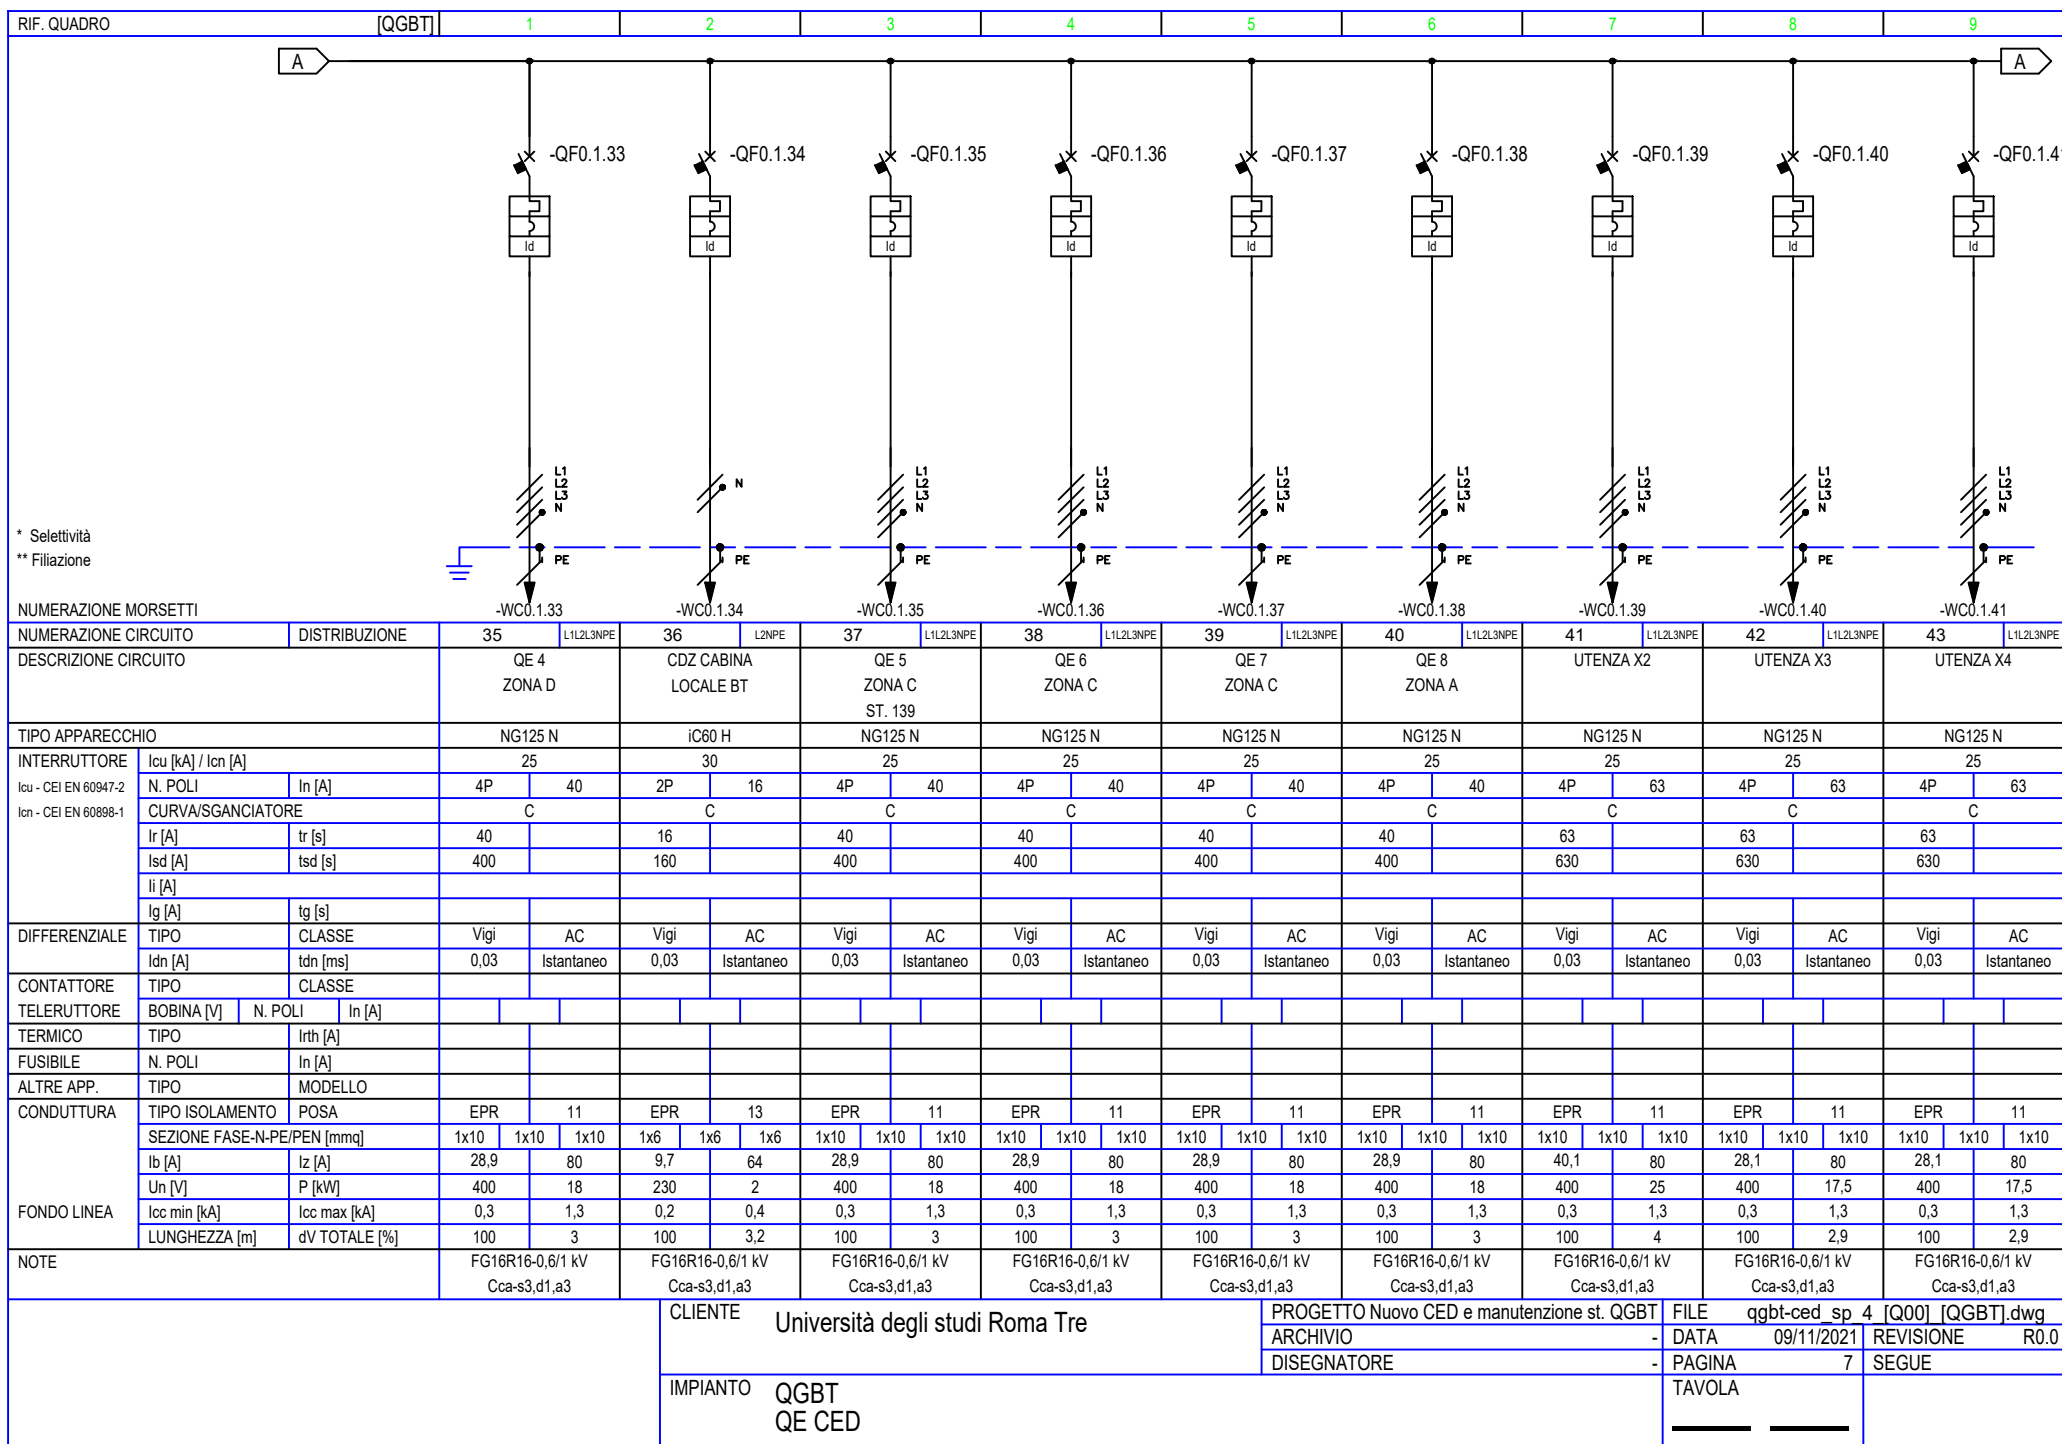 RIF. QUADRO [QGBT] 1 2 3 4 5 6 7 8 9
A A
-QF0.1.33 -QF0.1.34 -QF0.1.35 -QF0.1.36 -QF0.1.37 -QF0.1.38 -QF0.1.39 -QF0.1.40 -QF0.1.41
Id Id Id Id Id Id Id Id Id
L1 L1 L1 L1 L1 L1 L1 L1
L2 L2 L2 L2 L2 L2 L2 L2
L3 L3 L3 L3 L3 L3 L3 L3
N N N N N N N N N
* Selettività
** Filiazione
PE PE PE PE PE PE PE PE PE
NUMERAZIONE MORSETTI -WC0.1.33 -WC0.1.34 -WC0.1.35 -WC0.1.36 -WC0.1.37 -WC0.1.38 -WC0.1.39 -WC0.1.40 -WC0.1.41
NUMERAZIONE CIRCUITO DISTRIBUZIONE 35 L1L2L3NPE 36 L2NPE 37 L1L2L3NPE 38 L1L2L3NPE 39 L1L2L3NPE 40 L1L2L3NPE 41 L1L2L3NPE 42 L1L2L3NPE 43 L1L2L3NPE
DESCRIZIONE CIRCUITO QE 4 CDZ CABINA QE 5 QE 6 QE 7 QE 8 UTENZA X2 UTENZA X3 UTENZA X4
ZONA D LOCALE BT ZONA C ZONA C ZONA C ZONA A
ST. 139
TIPO APPARECCHIO NG125 N iC60 H NG125 N NG125 N NG125 N NG125 N NG125 N NG125 N NG125 N
INTERRUTTORE Icu [kA] / Icn [A] 25 30 25 25 25 25 25 25 25
Icu - CEI EN 60947-2 N. POLI In [A] 4P 40 2P 16 4P 40 4P 40 4P 40 4P 40 4P 63 4P 63 4P 63
Icn - CEI EN 60898-1 CURVA/SGANCIATORE C C C C C C C C C
Ir [A] tr [s] 40 16 40 40 40 40 63 63 63
Isd [A] tsd [s] 400 160 400 400 400 400 630 630 630
Ii [A]
Ig [A] tg [s]
DIFFERENZIALE TIPO CLASSE Vigi AC Vigi AC Vigi AC Vigi AC Vigi AC Vigi AC Vigi AC Vigi AC Vigi AC
Idn [A] tdn [ms] 0,03 Istantaneo 0,03 Istantaneo 0,03 Istantaneo 0,03 Istantaneo 0,03 Istantaneo 0,03 Istantaneo 0,03 Istantaneo 0,03 Istantaneo 0,03 Istantaneo
CONTATTORE TIPO CLASSE
TELERUTTORE BOBINA [V] N. POLI In [A]
TERMICO TIPO Irth [A]
FUSIBILE N. POLI In [A]
ALTRE APP. TIPO MODELLO
CONDUTTURA TIPO ISOLAMENTO POSA EPR 11 EPR 13 EPR 11 EPR 11 EPR 11 EPR 11 EPR 11 EPR 11 EPR 11
SEZIONE FASE-N-PE/PEN [mmq] 1x10 1x10 1x10 1x6 1x6 1x6 1x10 1x10 1x10 1x10 1x10 1x10 1x10 1x10 1x10 1x10 1x10 1x10 1x10 1x10 1x10 1x10 1x10 1x10 1x10 1x10 1x10
Ib [A] Iz [A] 28,9 80 9,7 64 28,9 80 28,9 80 28,9 80 28,9 80 40,1 80 28,1 80 28,1 80
Un [V] P [kW] 400 18 230 2 400 18 400 18 400 18 400 18 400 25 400 17,5 400 17,5
FONDO LINEA Icc min [kA] Icc max [kA] 0,3 1,3 0,2 0,4 0,3 1,3 0,3 1,3 0,3 1,3 0,3 1,3 0,3 1,3 0,3 1,3 0,3 1,3
LUNGHEZZA [m] dV TOTALE [%] 100 3 100 3,2 100 3 100 3 100 3 100 3 100 4 100 2,9 100 2,9
NOTE FG16R16-0,6/1 kV FG16R16-0,6/1 kV FG16R16-0,6/1 kV FG16R16-0,6/1 kV FG16R16-0,6/1 kV FG16R16-0,6/1 kV FG16R16-0,6/1 kV FG16R16-0,6/1 kV FG16R16-0,6/1 kV
Cca-s3,d1,a3 Cca-s3,d1,a3 Cca-s3,d1,a3 Cca-s3,d1,a3 Cca-s3,d1,a3 Cca-s3,d1,a3 Cca-s3,d1,a3 Cca-s3,d1,a3 Cca-s3,d1,a3
CLIENTE Università degli studi Roma Tre PROGETTO Nuovo CED e manutenzione st. QGBT FILE qgbt-ced_sp_4_[Q00]_[QGBT].dwg
ARCHIVIO - DATA 09/11/2021 REVISIONE R0.0
DISEGNATORE - PAGINA 7 SEGUE
IMPIANTO QGBT TAVOLA
QE CED